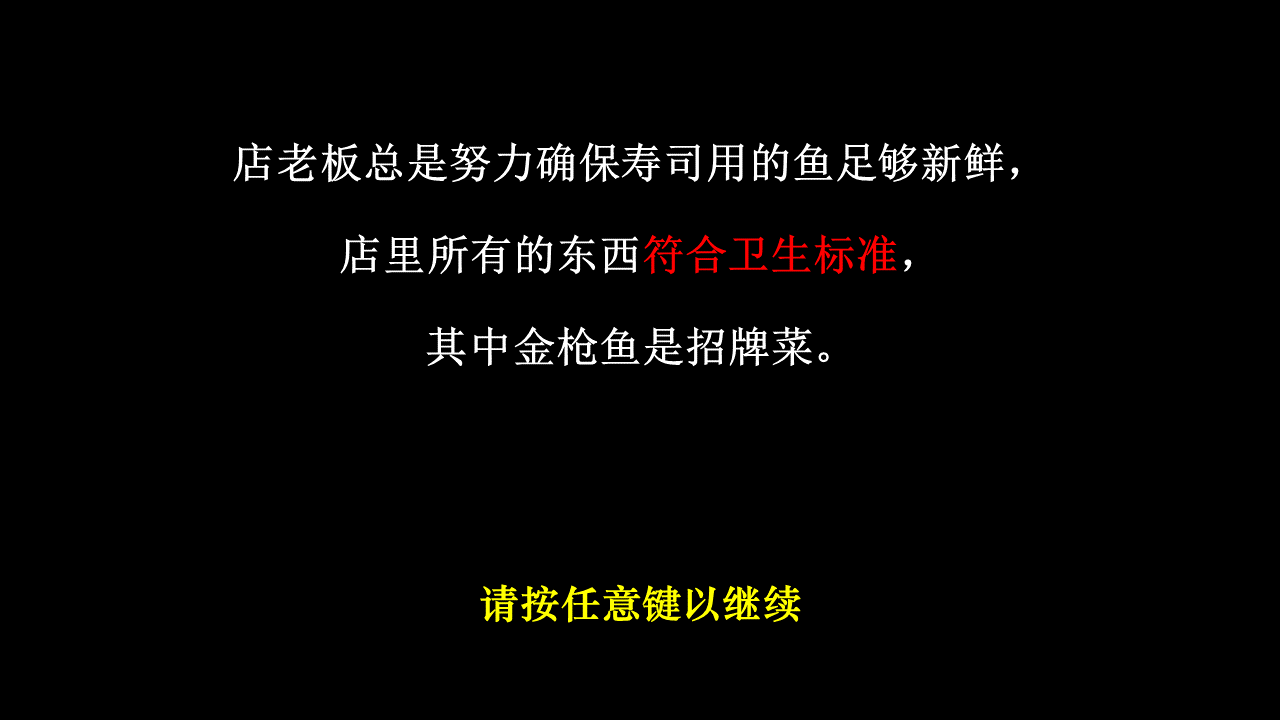 店老板总是努力确保寿司用的鱼足够新鲜，
店里所有的东西符合卫生标准，
其中金枪鱼是招牌菜。
请按任意键以继续